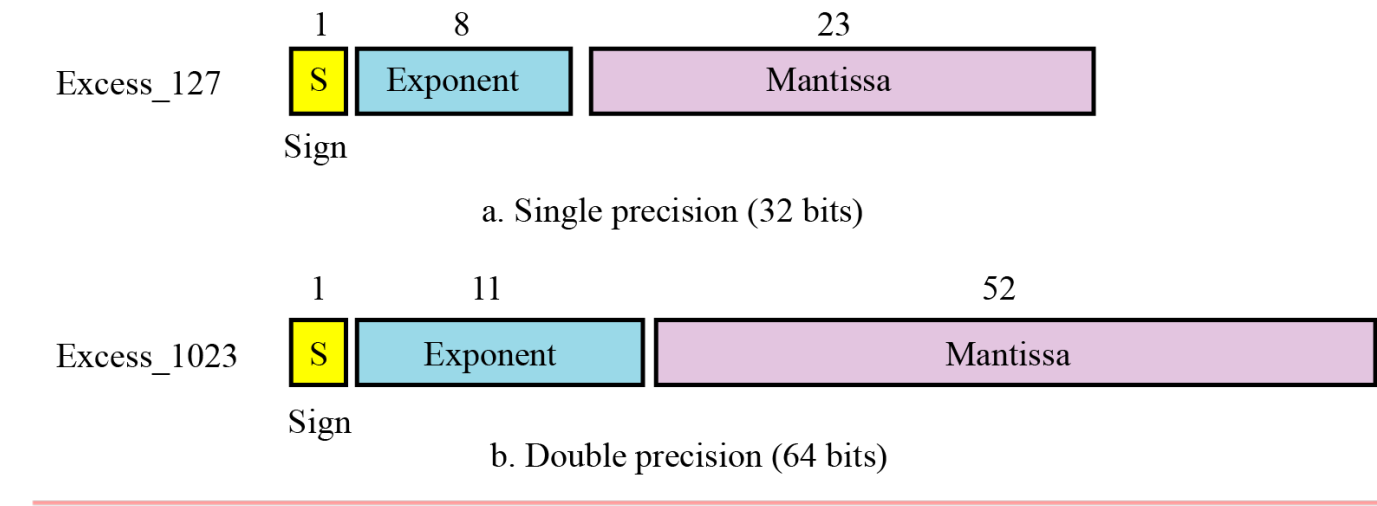 1 8 23
Excess_127 S Exponent Mantissa
Sign
a. Single precision (32 bits)
1 11 52
Excess_1023 S Exponent Mantissa
Sign
b. Double precision (64 bits)